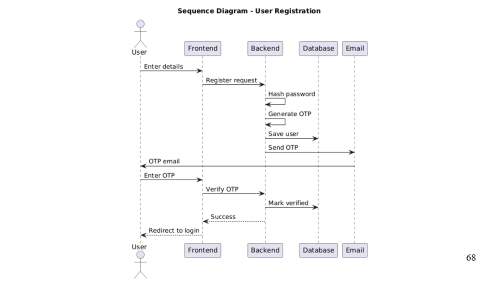 Sequence Diagram - User Registration
User
Frontend
Backend
Database
Email
Enter details
Register request
Hash password
Generate OTP
Save user
Send OTP
OTP email
Enter OTP
Verify OTP
Mark verified
Success
Redirect to login
User
Frontend
Backend
Database
Email
68